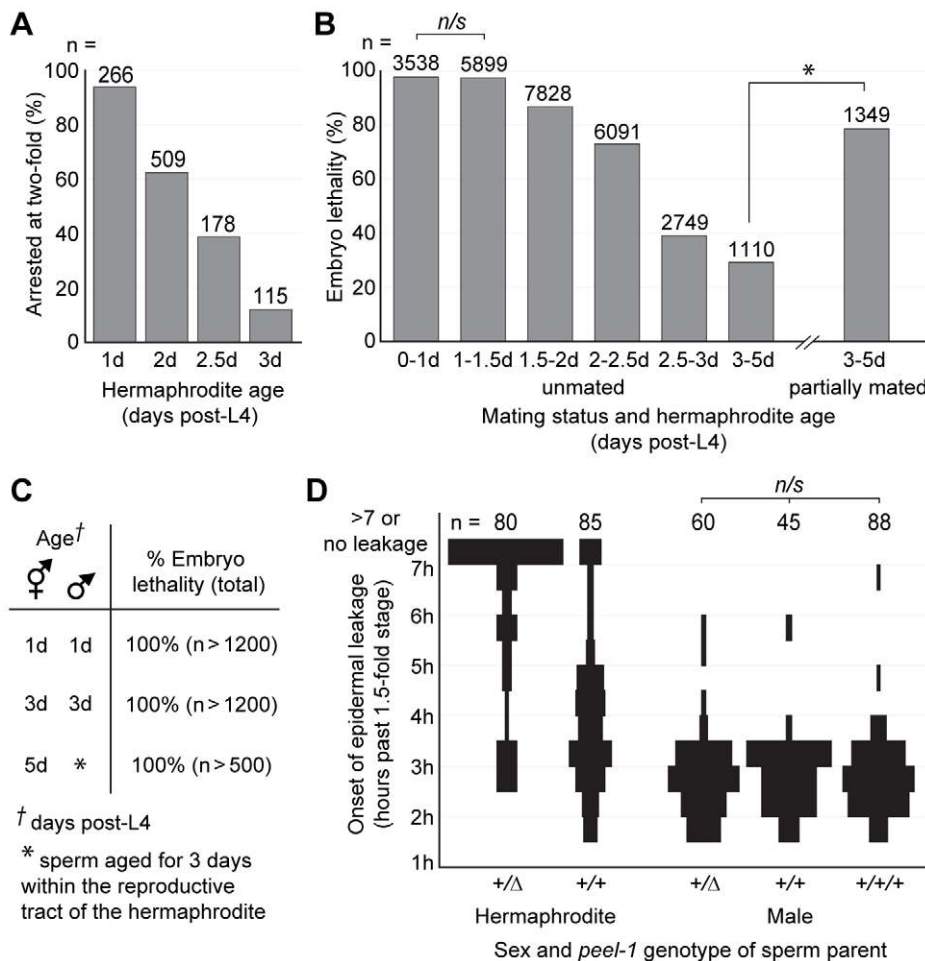 A
n =
Arrested at two-fold (%)
100
80
60
40
20
0
266
509
178
115
1d 2d 2.5d 3d
Hermaphrodite age
(days post-L4)
B
n =
n/s
*
Embryo lethality (%)
100
80
60
40
20
0
3538
5899
7828
6091
2749
1110
1349
0-1d 1-1.5d 1.5-2d 2-2.5d 2.5-3d 3-5d 3-5d
unmated partially mated
Mating status and hermaphrodite age
(days post-L4)
C
Age†
% Embryo
lethality (total)
1d 1d 100% (n > 1200)
3d 3d 100% (n > 1200)
5d * 100% (n > 500)
† days post-L4
* sperm aged for 3 days
within the reproductive
tract of the hermaphrodite
D
n/s
n = 80 85 60 45 88
Onset of epidermal leakage
(hours past 1.5-fold stage)
>7 or
no leakage
7h
6h
5h
4h
3h
2h
1h
+/Δ +/+ +/Δ +/+ +/+/+
Hermaphrodite Male
Sex and peel-1 genotype of sperm parent